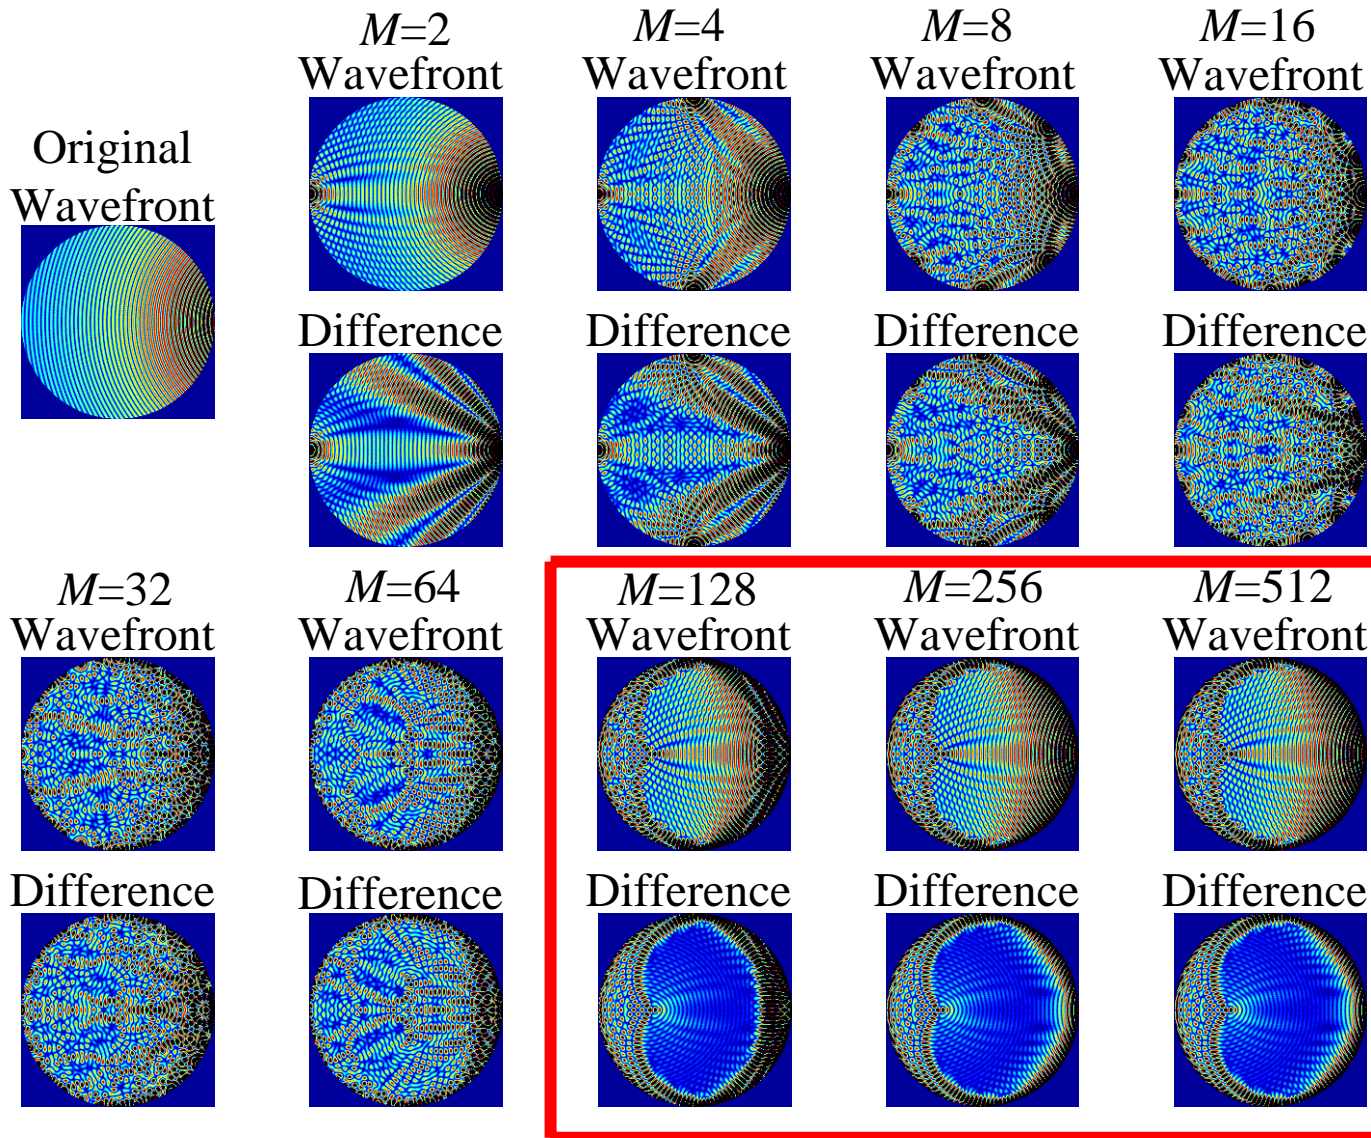 Original
Wavefront
M=2
Wavefront
Difference
M=4
Wavefront
Difference
M=8
Wavefront
Difference
M=16
Wavefront
Difference
M=32
Wavefront
Difference
M=64
Wavefront
Difference
M=128
Wavefront
Difference
M=256
Wavefront
Difference
M=512
Wavefront
Difference